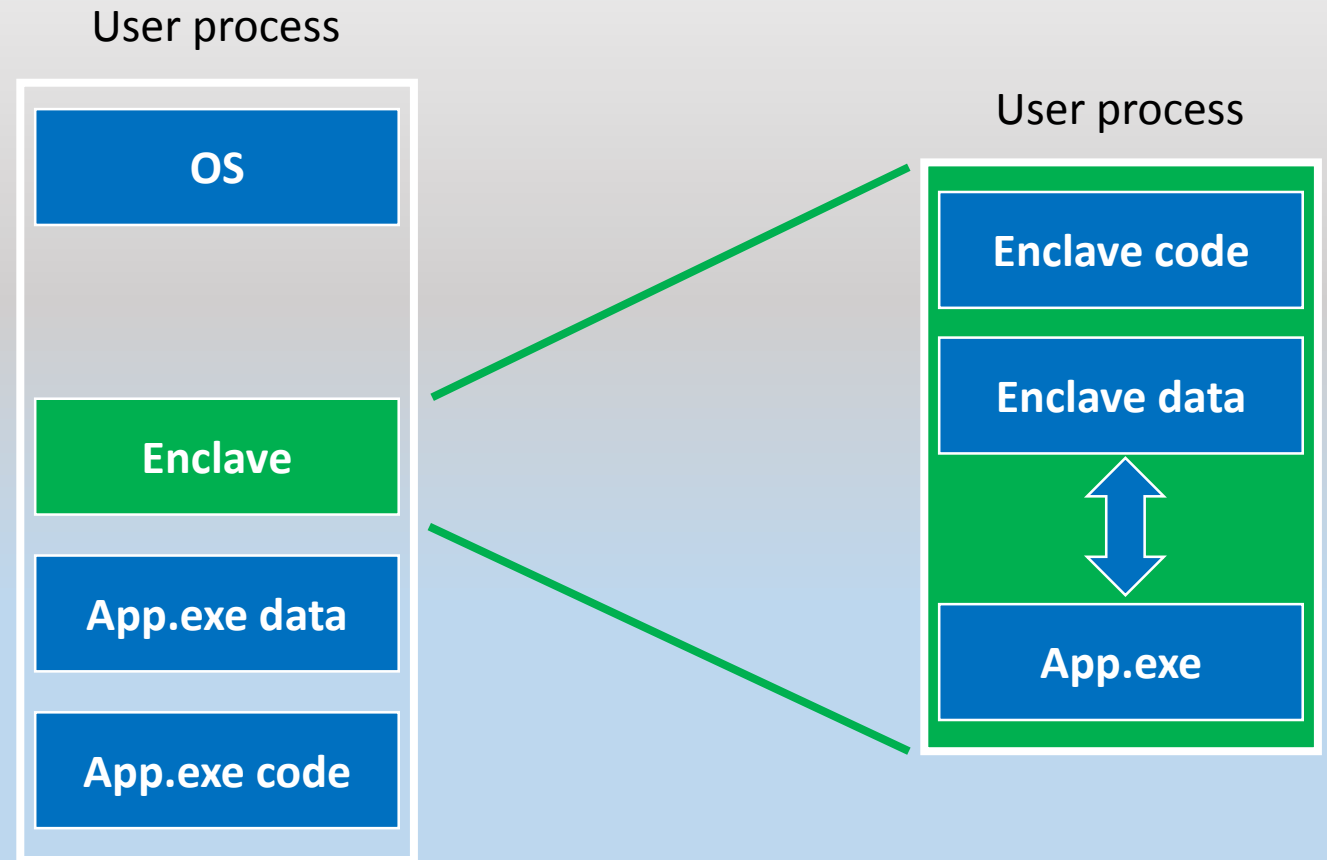 User process
OS
Enclave
App.exe data
App.exe code
User process
Enclave code
Enclave data
App.exe